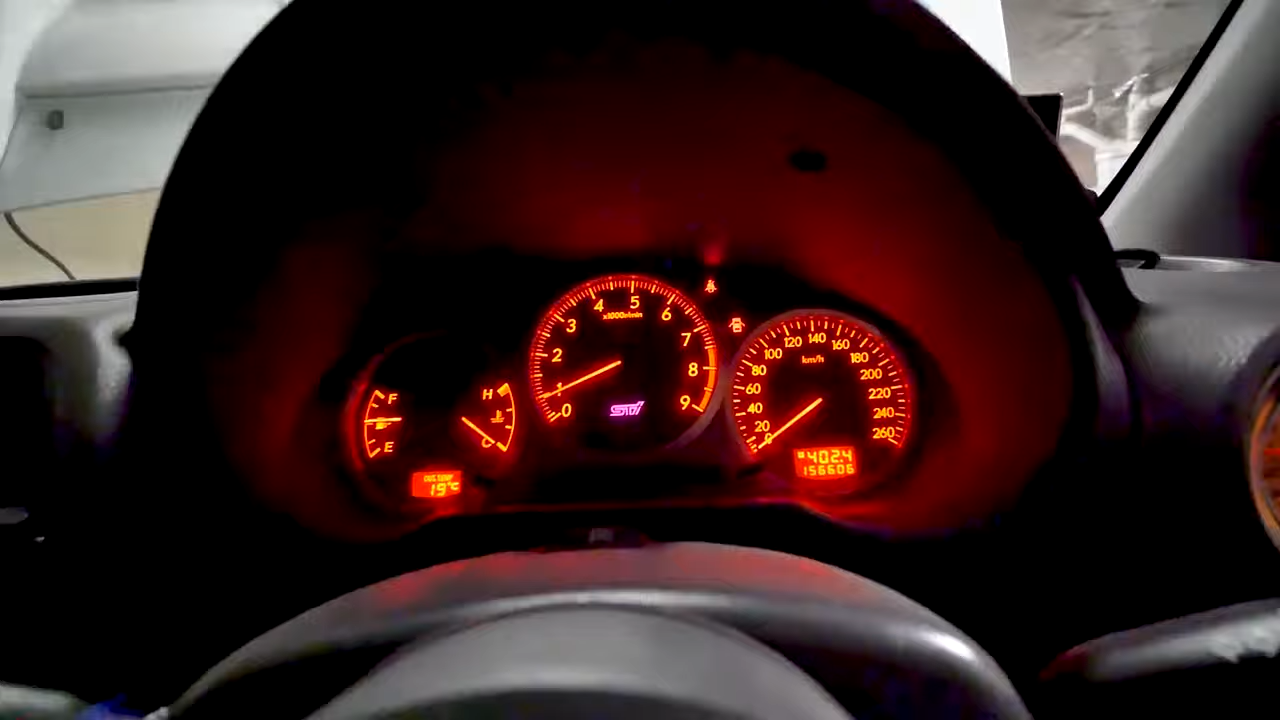 F
E
H
C
OUT TEMP
19°C
0 1 2 3 4 5 6 7 8 9
x1000r/min
STI
0 20 40 60 80 100 120 140 160 180 200 220 240 260
km/h
402.4
156606